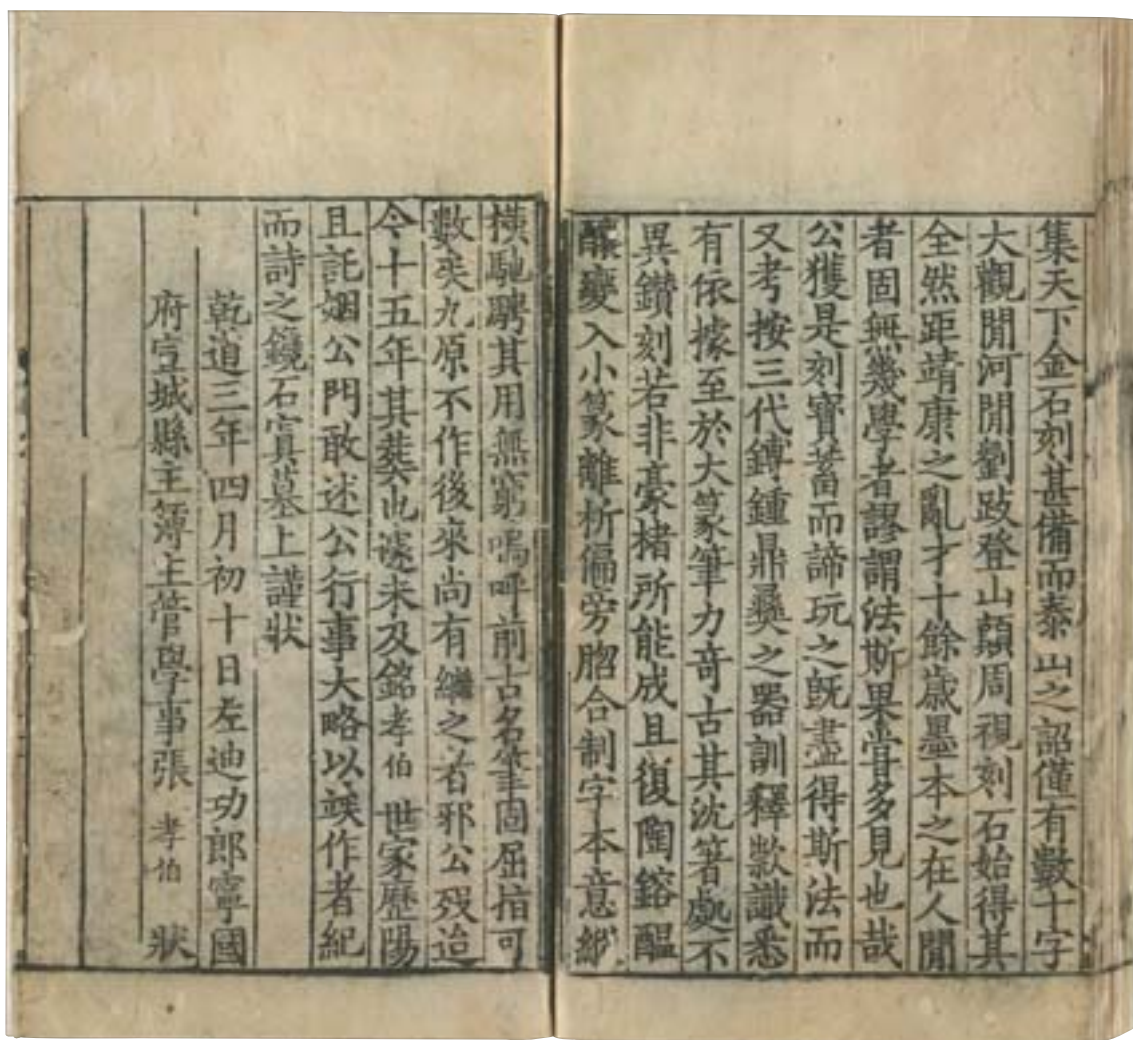 集天下金石刻甚備而泰山之詔僅有數十字
大觀間河間劉跂登山顛周視刻石始得其
全然距靖康之亂才十餘歲墨本之在人間
者固無幾學者謬謂法斯果嘗多見也哉
公獲是刻寶蓄而諦玩之旣盡得斯法而
又考按三代鎛鍾鼎彝之器訓釋款識悉
有依據至於大篆筆力奇古其沈著處不
異鑽刻若非豪楮所能成且復陶鎔醖
釀變入小篆離析偏旁脗合制字本意縱
橫馳騁其用無窮嗚呼前古名筆固屈指可
數矣九原不作後來尚有繼之者邪公歿迨
今十五年其葬也遽未及銘孝伯世家歷陽
且託姻公門敢述公行事大略以竢作者紀
而詩之鑱石寘墓上謹狀
乾道三年四月初十日左迪功郎寧國
府宣城縣主簿主管學事張孝伯狀